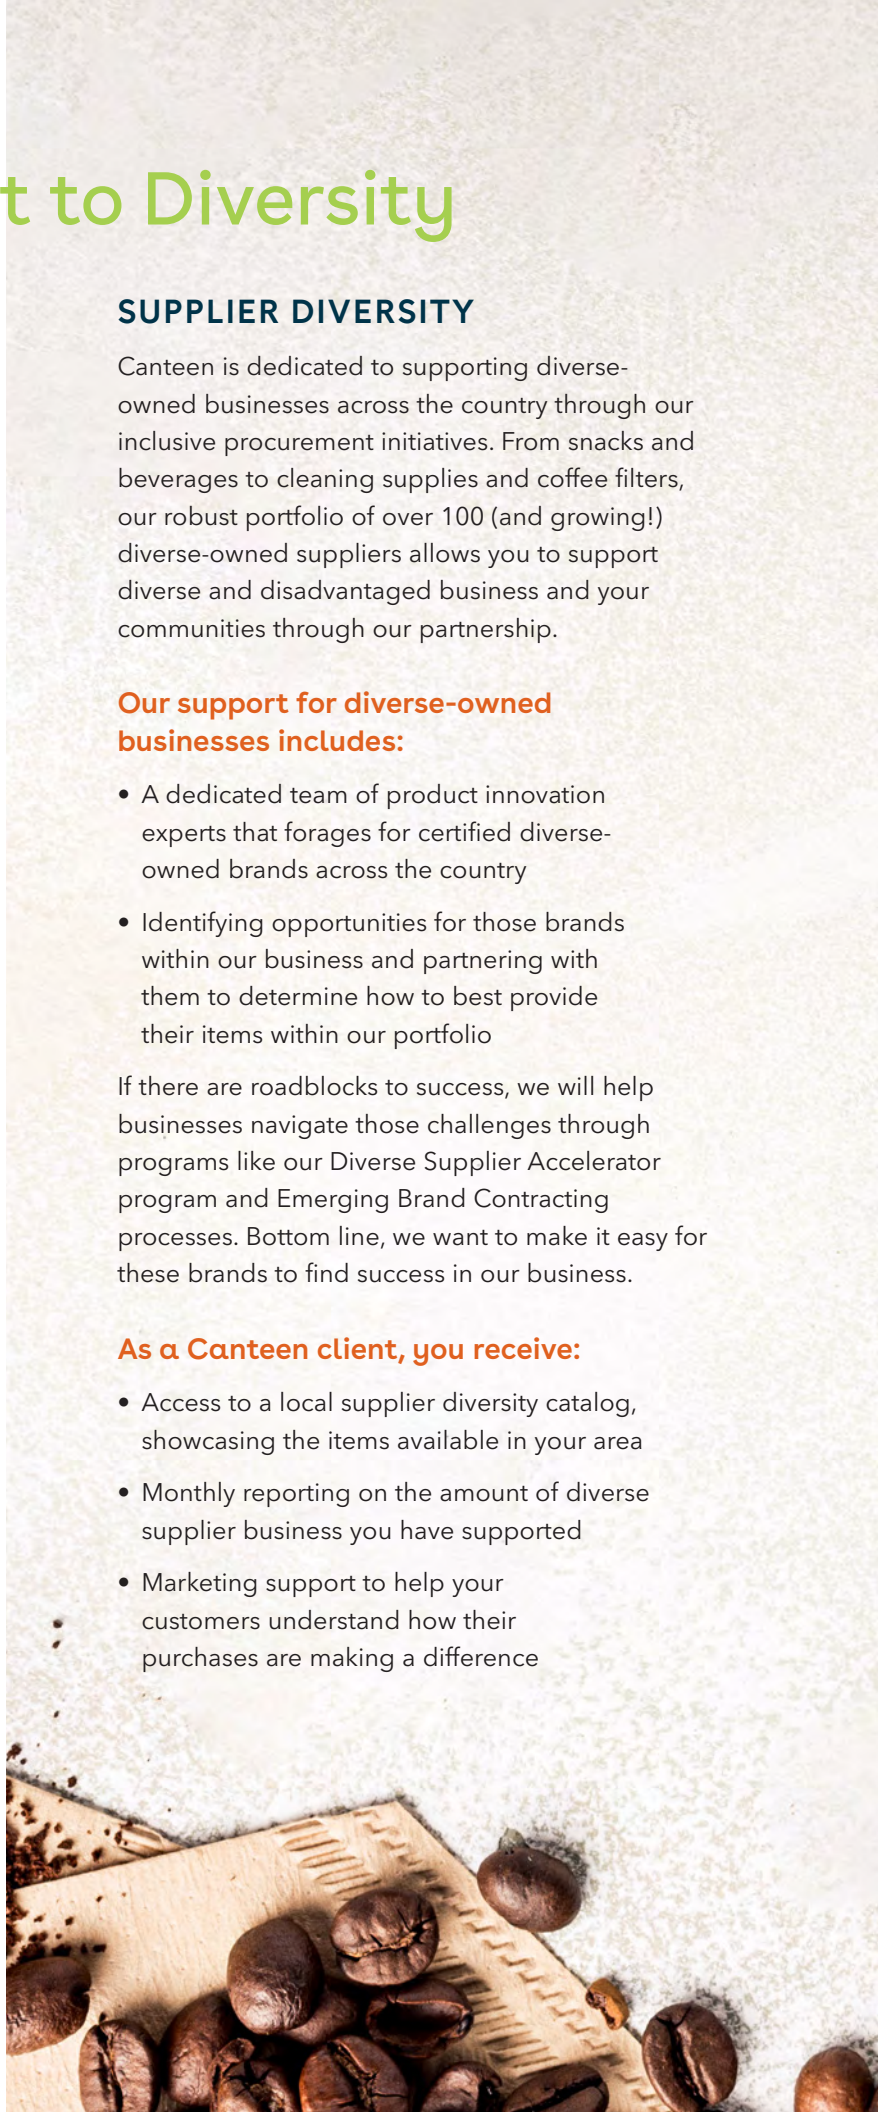 t to Diversity
SUPPLIER DIVERSITY
Canteen is dedicated to supporting diverse-
owned businesses across the country through our
inclusive procurement initiatives. From snacks and
beverages to cleaning supplies and coffee filters,
our robust portfolio of over 100 (and growing!)
diverse-owned suppliers allows you to support
diverse and disadvantaged business and your
communities through our partnership.
Our support for diverse-owned
businesses includes:
• A dedicated team of product innovation
experts that forages for certified diverse-
owned brands across the country
• Identifying opportunities for those brands
within our business and partnering with
them to determine how to best provide
their items within our portfolio
If there are roadblocks to success, we will help
businesses navigate those challenges through
programs like our Diverse Supplier Accelerator
program and Emerging Brand Contracting
processes. Bottom line, we want to make it easy for
these brands to find success in our business.
As a Canteen client, you receive:
• Access to a local supplier diversity catalog,
showcasing the items available in your area
• Monthly reporting on the amount of diverse
supplier business you have supported
• Marketing support to help your
customers understand how their
purchases are making a difference